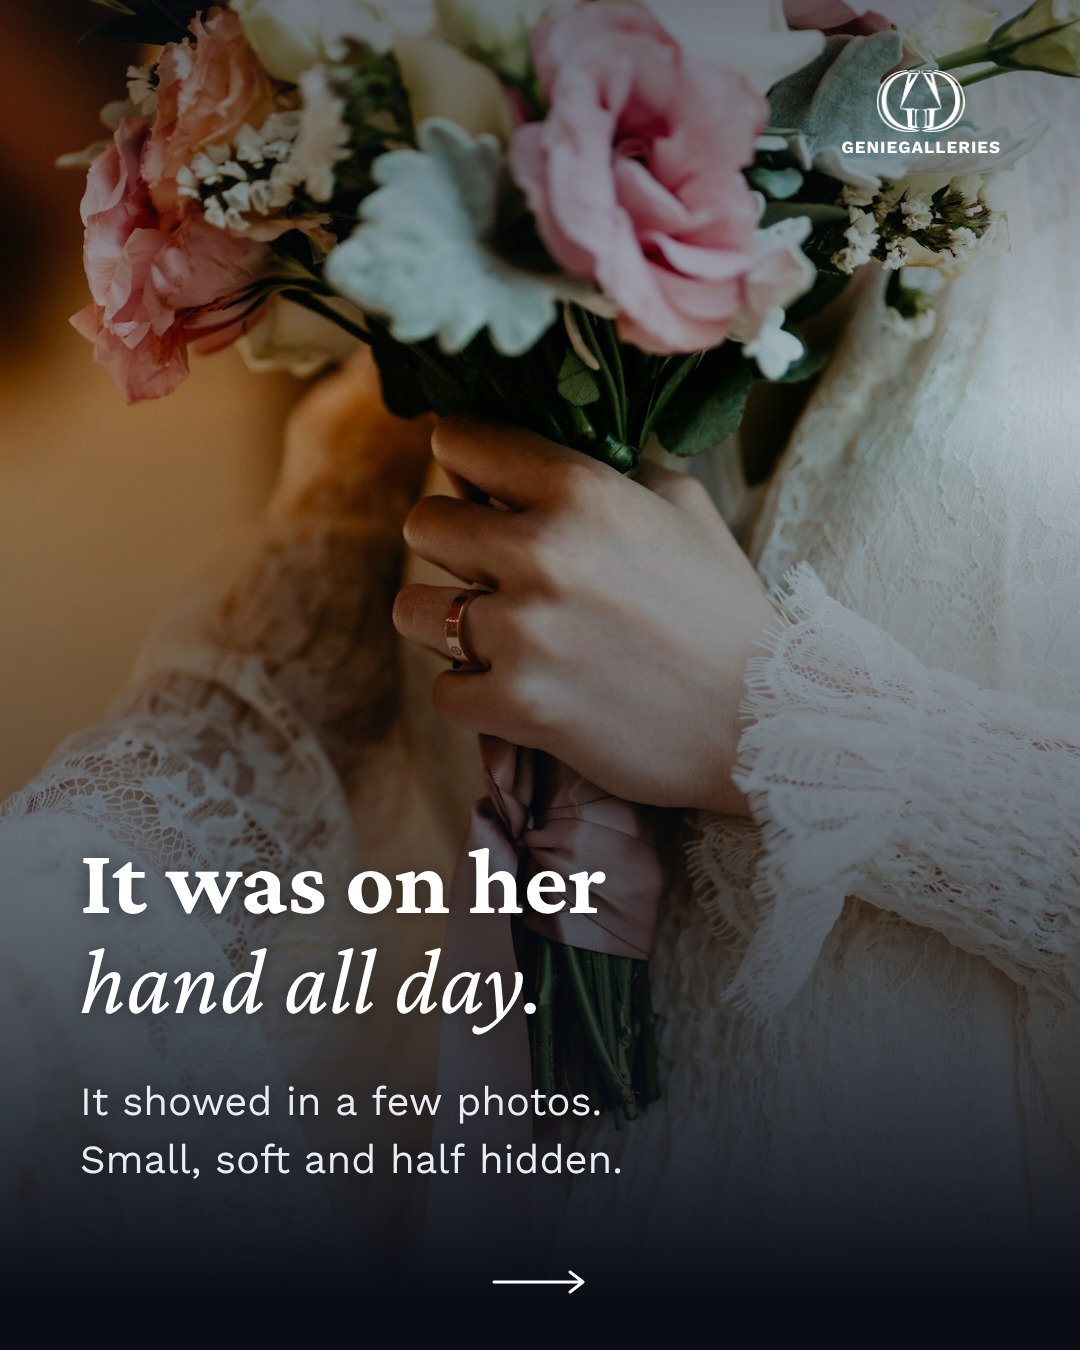 GENIEGALLERIES
It was on her
hand all day.
It showed in a few photos.
Small, soft and half hidden.